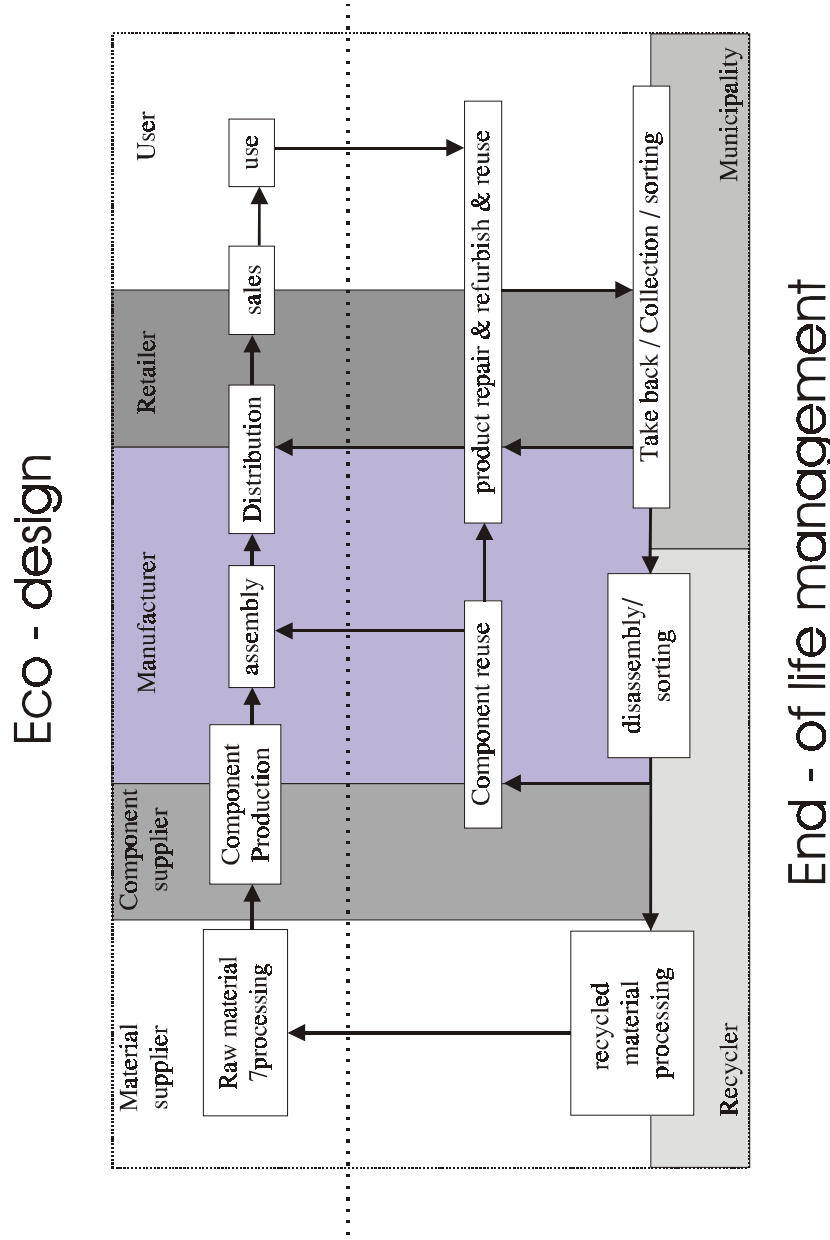 Eco - design
Material
supplier
Component
supplier
Manufacturer
Retailer
User
Raw material
7processing
Component
Production
assembly
Distribution
sales
use
Component reuse
product repair & refurbish & reuse
recycled
material
processing
disassembly/
sorting
Take back / Collection / sorting
Recycler
Municipality
End - of life management